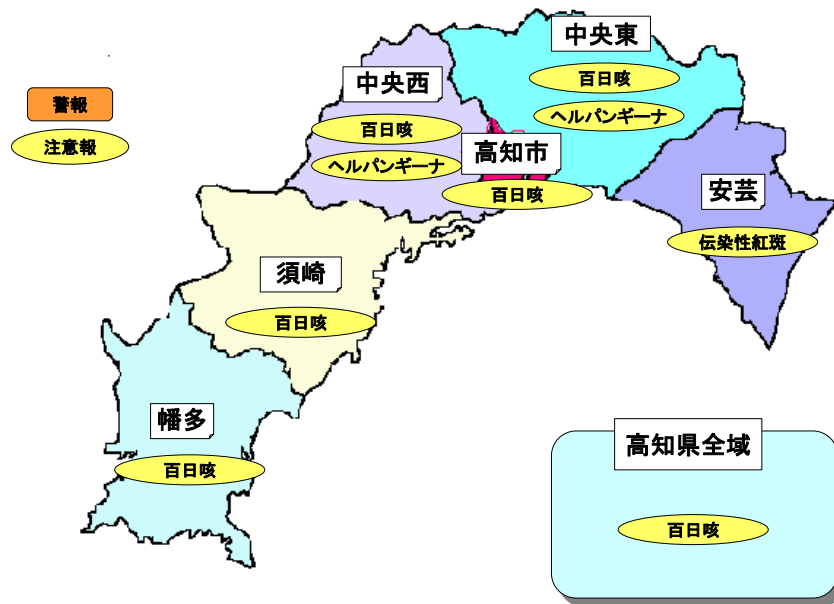 警報
注意報
中央東
百日咳
ヘルパンギーナ
中央西
百日咳
ヘルパンギーナ
高知市
百日咳
安芸
伝染性紅斑
須崎
百日咳
幡多
百日咳
高知県全域
百日咳